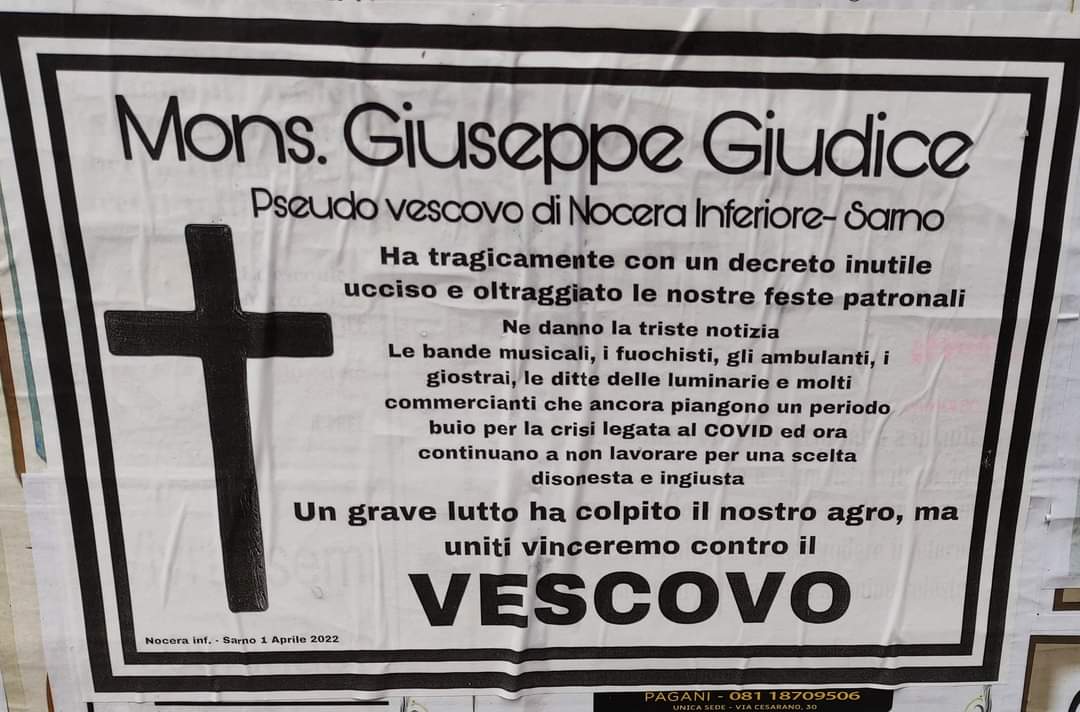 Mons. Giuseppe Giudice
Pseudo vescovo di Nocera Inferiore- Sarno
Ha tragicamente con un decreto inutile
ucciso e oltraggiato le nostre feste patronali
Ne danno la triste notizia
Le bande musicali, i fuochisti, gli ambulanti, i
giostrai, le ditte delle luminarie e molti
commercianti che ancora piangono un periodo
buio per la crisi legata al COVID ed ora
continuano a non lavorare per una scelta
disonesta e ingiusta
Un grave lutto ha colpito il nostro agro, ma
uniti vinceremo contro il
VESCOVO
Nocera inf. - Sarno 1 Aprile 2022
PAGANI - 081 18709506
UNICA SEDE - VIA CESARANO, 30